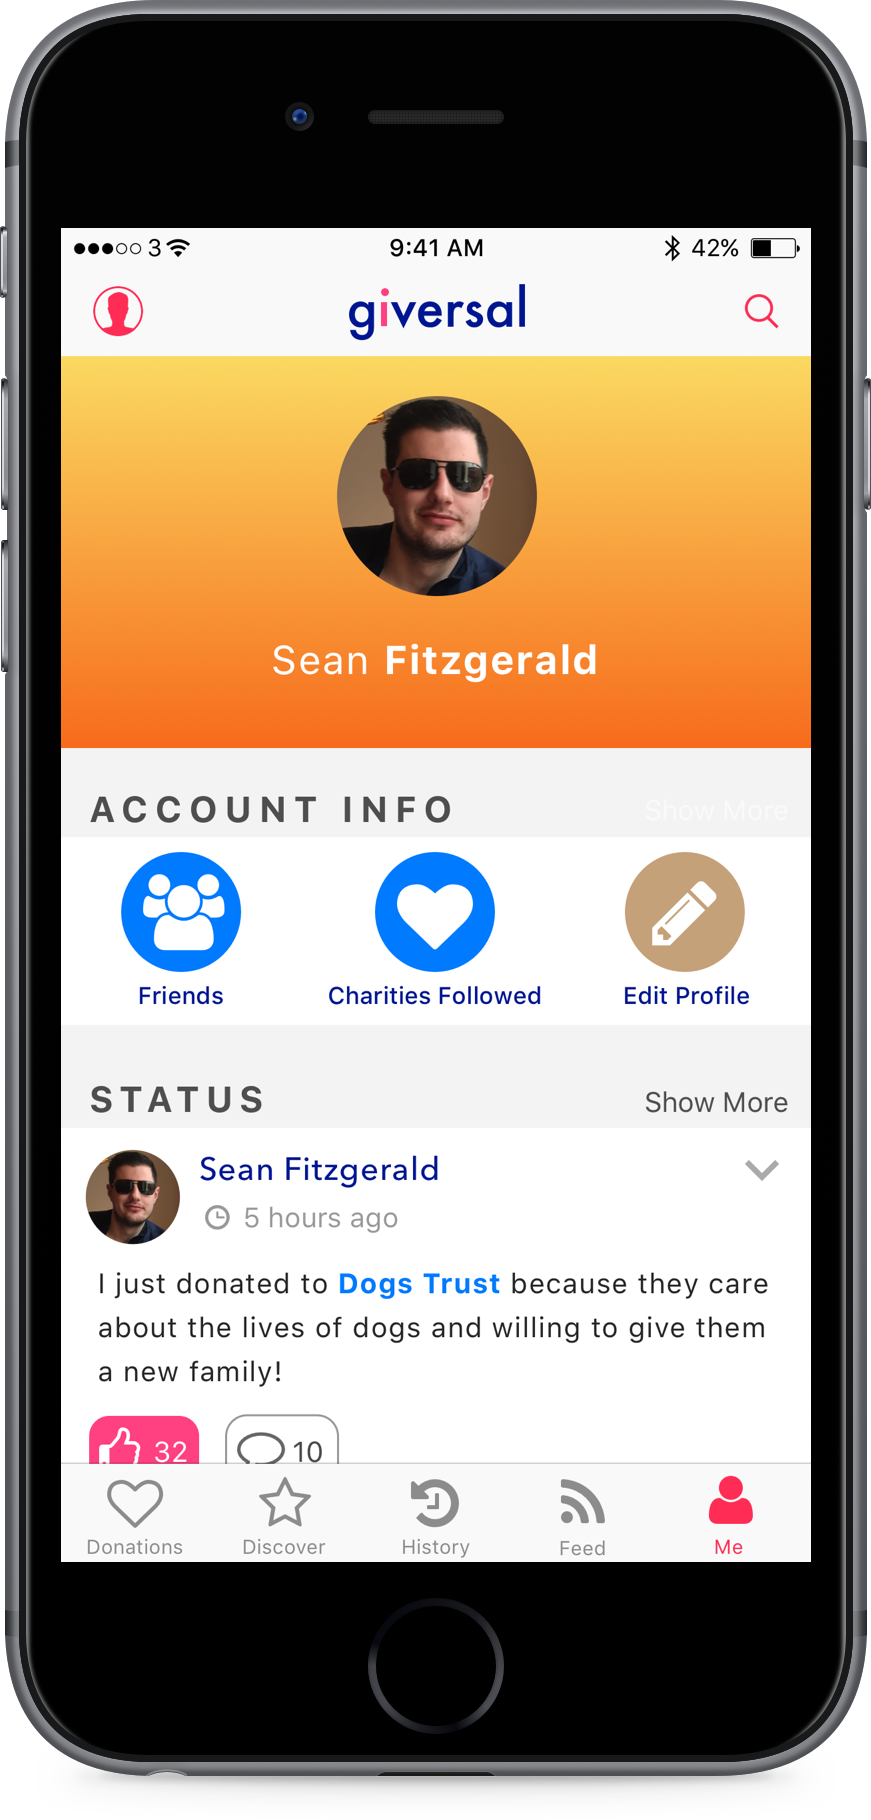 3 9:41 AM 42%
giversal
Sean Fitzgerald
ACCOUNT INFO Show More
Friends Charities Followed Edit Profile
STATUS Show More
Sean Fitzgerald
5 hours ago
I just donated to Dogs Trust because they care
about the lives of dogs and willing to give them
a new family!
32 10
Donations Discover History Feed Me